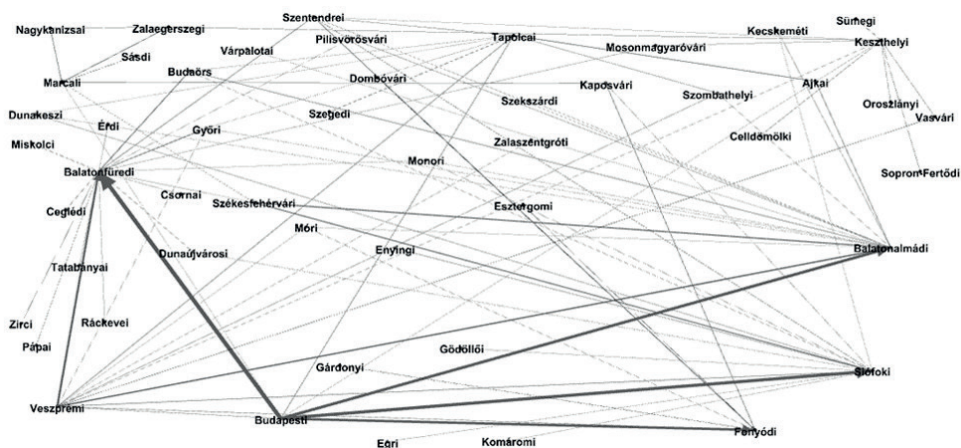 Szentendrei
Sümegi
Nagykanizsai
Zalaegerszegi
Kecskeméti
Pilisvörösvári
Tapolcai
Keszthelyi
Várpalotai
Mosonmagyaróvári
Sásdi
Budaörs
Dombóvári
Marcali
Kaposvári
Ajkai
Szombathelyi
Szekszárdi
Oroszlányi
Dunakeszi
Szegedi
Vasvári
Érdi
Győri
Celldömölki
Miskolci
Zalaszentgróti
Monori
Balatonfüredi
Sopron-Fertődi
Csornai
Székesfehérvári
Esztergomi
Ceglédi
Móri
Enyingi
Balatonalmádi
Dunaújvárosi
Tatabányai
Zirci
Ráckevei
Pápai
Gödöllői
Gárdonyi
Siófoki
Veszprémi
Budapesti
Fonyódi
Egri
Komáromi